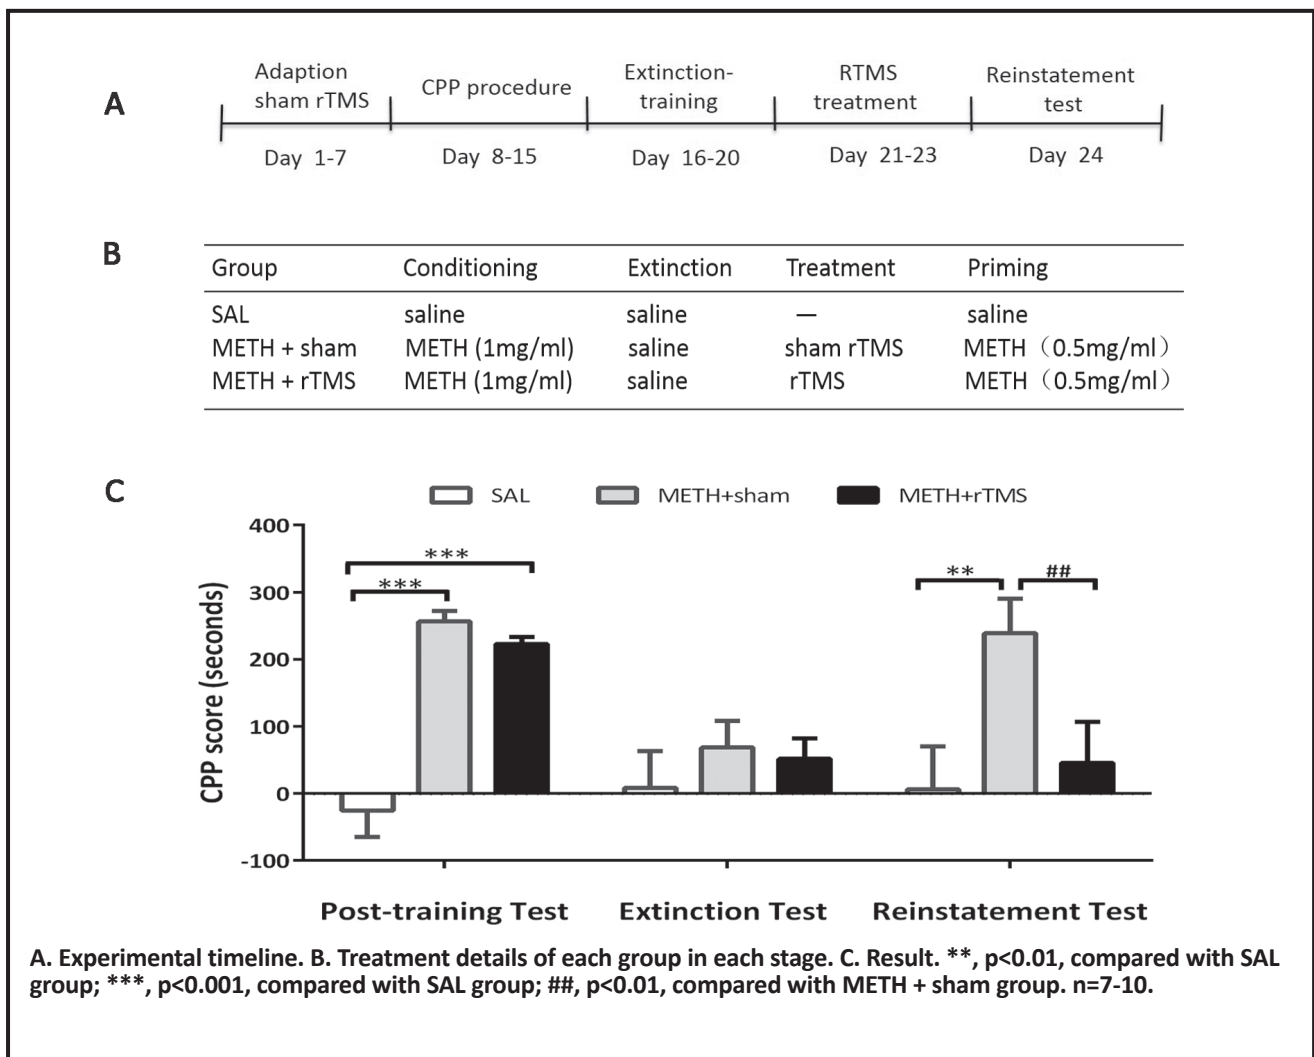 A
Adaption
sham rTMS
CPP procedure
Extinction-
training
RTMS
treatment
Reinstatement
test
Day 1-7
Day 8-15
Day 16-20
Day 21-23
Day 24
B
Group Conditioning Extinction Treatment Priming
SAL saline saline — saline
METH + sham METH (1mg/ml) saline sham rTMS METH（0.5mg/ml）
METH + rTMS METH (1mg/ml) saline rTMS METH（0.5mg/ml）
C
SAL METH+sham METH+rTMS
CPP score (seconds)
400
300
200
100
0
-100
***
***
**
##
Post-training Test Extinction Test Reinstatement Test
A. Experimental timeline. B. Treatment details of each group in each stage. C. Result. **, p<0.01, compared with SAL
group; ***, p<0.001, compared with SAL group; ##, p<0.01, compared with METH + sham group. n=7-10.